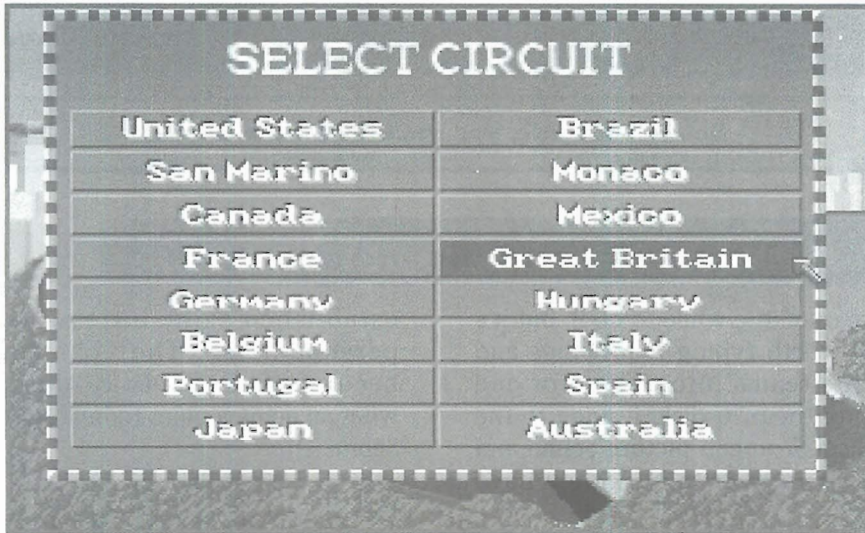 SELECT CIRCUIT
United States Brazil
San Marino Monaco
Canada Mexico
France Great Britain
Germany Hungary
Belgium Italy
Portugal Spain
Japan Australia